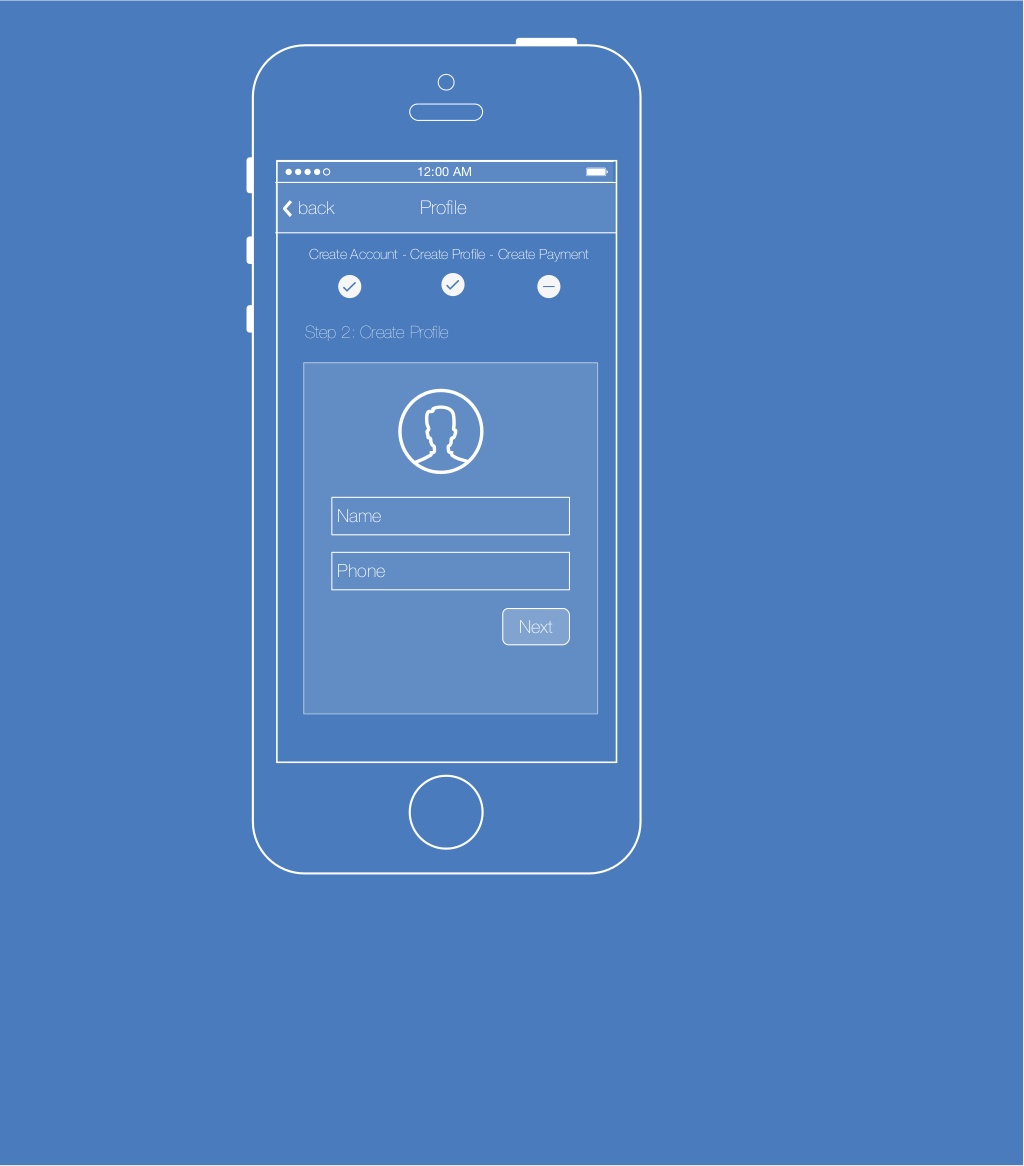 12:00 AM
back
Profile
Create Account - Create Profile - Create Payment
Step 2: Create Profile
Name
Phone
Next